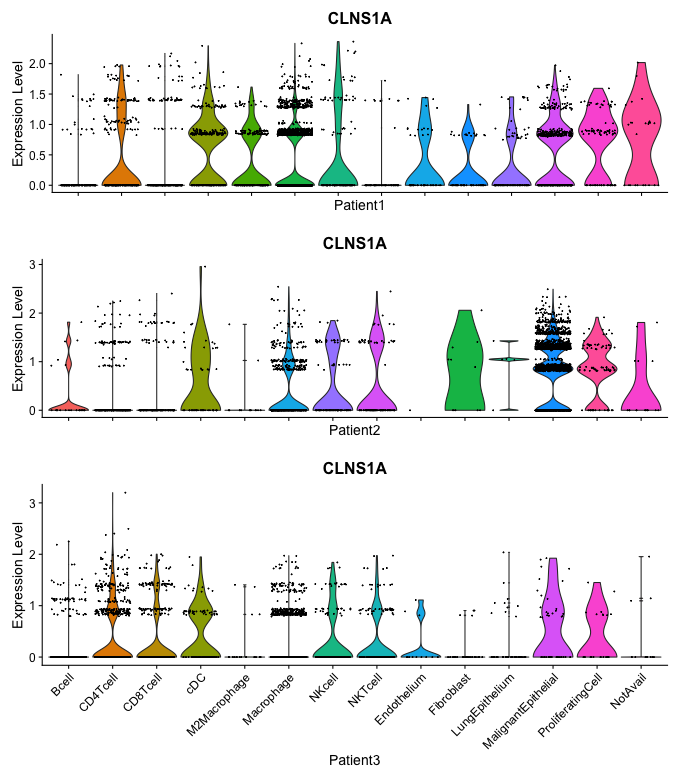 CLNS1A
Expression Level
2.0
1.5
1.0
0.5
0.0
Patient1
CLNS1A
Expression Level
3
2
1
0
Patient2
CLNS1A
Expression Level
3
2
1
0
Bcell
CD4Tcell
CD8Tcell
cDC
M2Macrophage
Macrophage
NKcell
NKTcell
Endothelium
Fibroblast
LungEpithelium
MalignantEpithelial
ProliferatingCell
NotAvail
Patient3